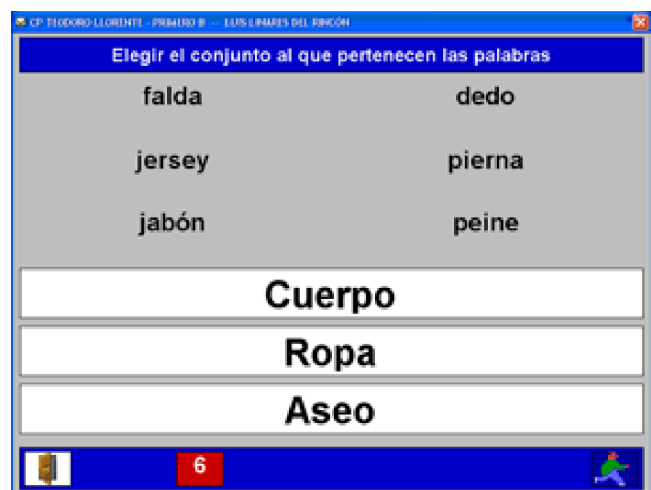 CP TEODORO LLORENTE - PRIMERO B -- LUIS LINARES DEL RINCÓN
Elegir el conjunto al que pertenecen las palabras
falda dedo
jersey pierna
jabón peine
Cuerpo
Ropa
Aseo
6